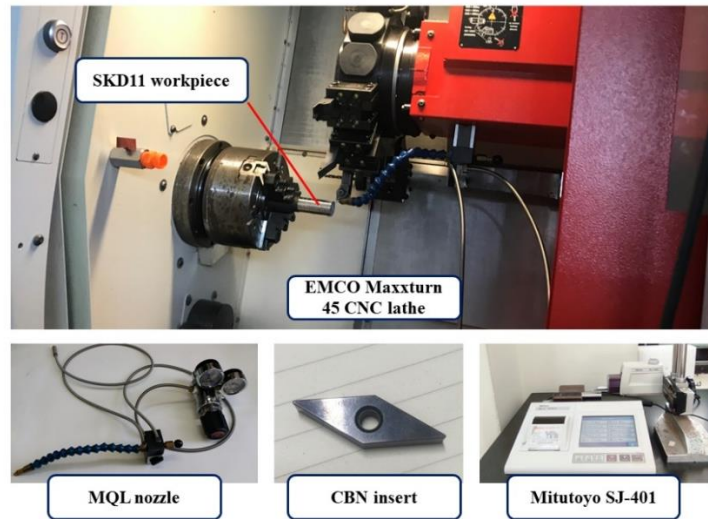 SKD11 workpiece
EMCO Maxxturn
45 CNC lathe
MQL nozzle
CBN insert
Mitutoyo SJ-401